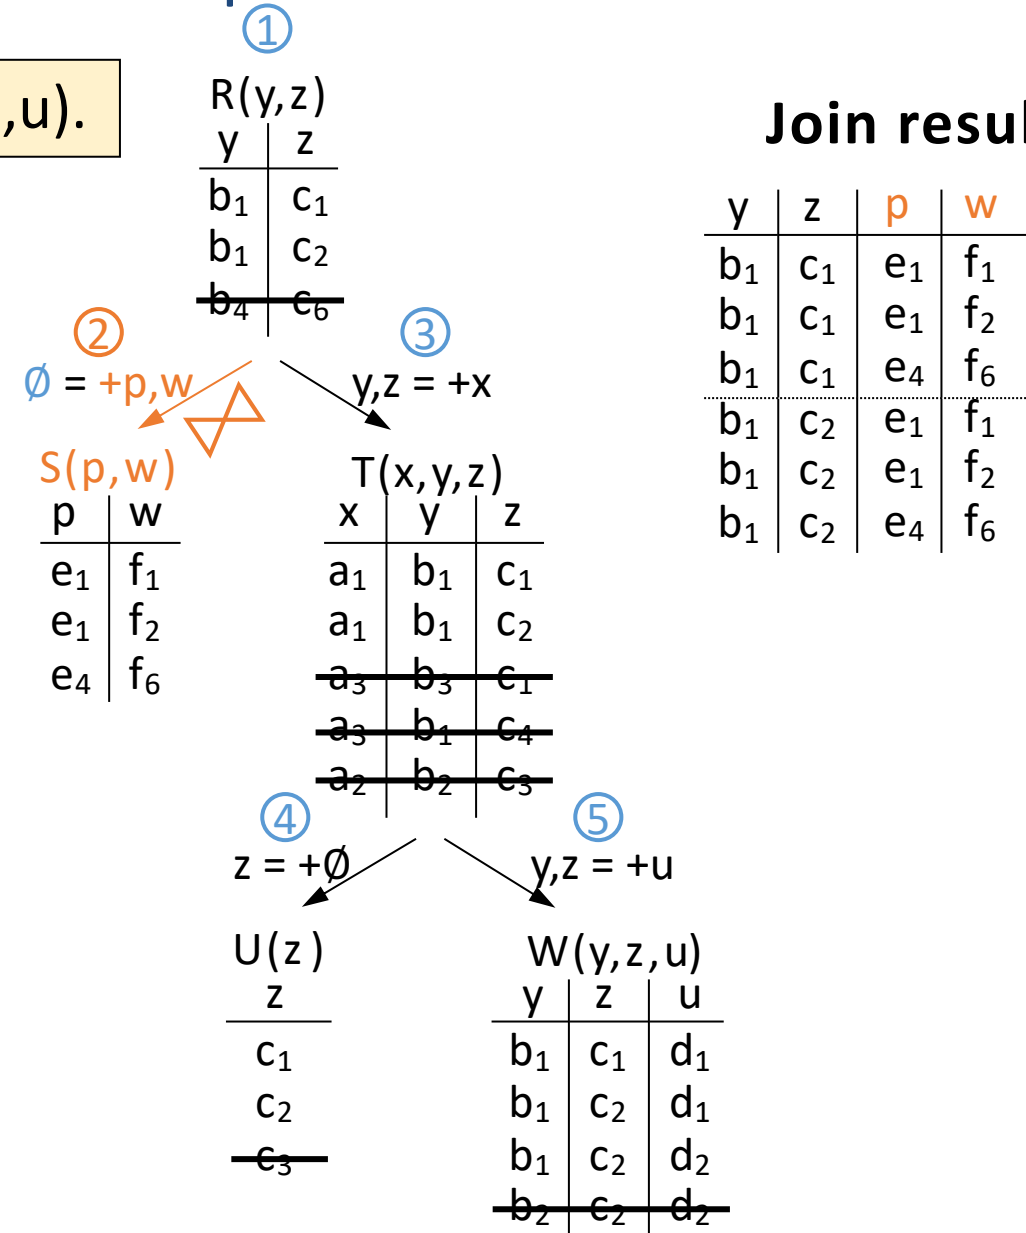 ①
,u).
R(y,z)
y z
b₁ c₁
b₁ c₂
b₄ c₆
Join resul
y z p w
b₁ c₁ e₁ f₁
b₁ c₁ e₁ f₂
b₁ c₁ e₄ f₆
b₁ c₂ e₁ f₁
b₁ c₂ e₁ f₂
b₁ c₂ e₄ f₆
②
∅ = +p,w
③
y,z = +x
S(p,w)
p w
e₁ f₁
e₁ f₂
e₄ f₆
T(x,y,z)
x y z
a₁ b₁ c₁
a₁ b₁ c₂
a₃ b₃ c₁
a₃ b₁ c₄
a₂ b₂ c₃
④
z = +∅
⑤
y,z = +u
U(z)
z
c₁
c₂
c₃
W(y,z,u)
y z u
b₁ c₁ d₁
b₁ c₂ d₁
b₁ c₂ d₂
b₂ c₂ d₂